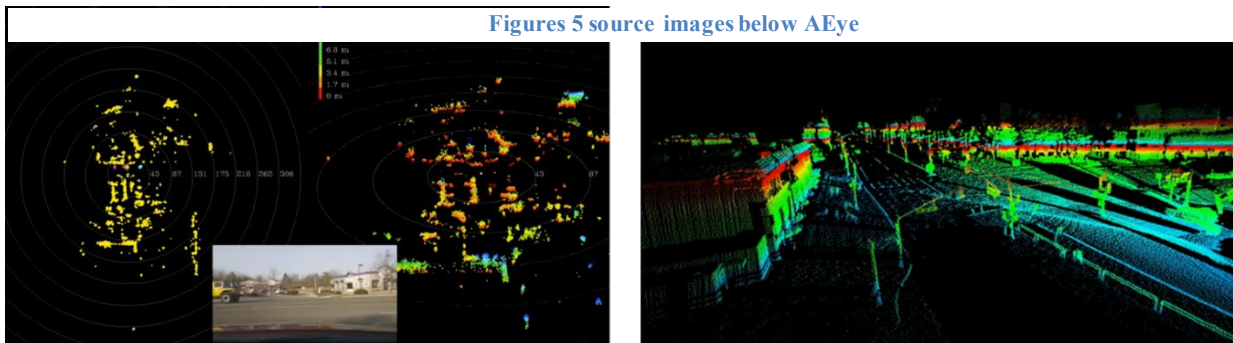 Figures 5 source images below AEye
6.8 m
5.1 m
3.4 m
1.7 m
0 m
43 87 131 175 218 262 306
43 87